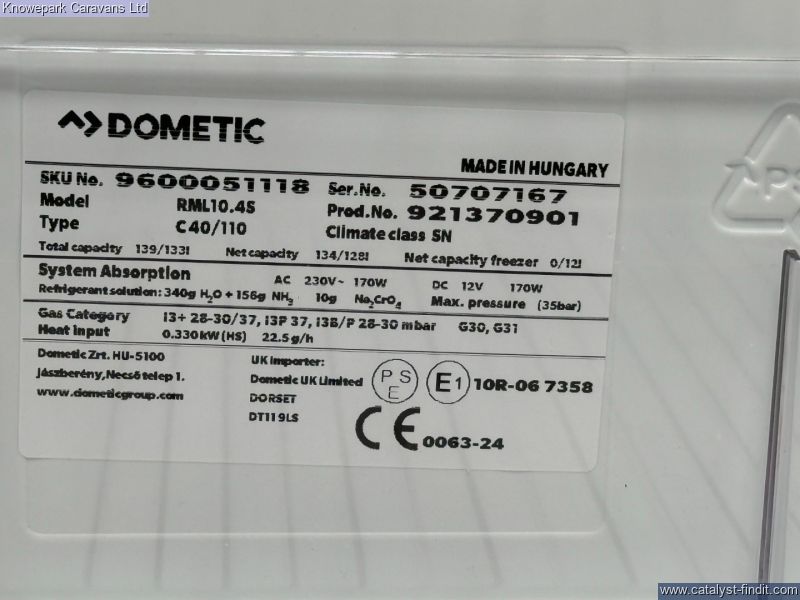 Knowepark Caravans Ltd
DOMETIC
MADE IN HUNGARY
SKU No. 9600051118 Ser.No. 50707167
Model RML10.4S Prod.No. 921370901
Type C40/110 Climate class SN
Total capacity 139/133l Net capacity 134/128l Net capacity freezer 0/12l
System Absorption AC 230V~ 170W DC 12V 170W
Refrigerant solution: 340g H2O + 156g NH3 10g Na2CrO4 Max. pressure (35bar)
Gas Category I3+ 28-30/37, I3P 37, I3B/P 28-30 mbar G30, G31
Heat input 0.330kW (HS) 22.5g/h
Dometic Zrt. HU-5100
Jászberény, Necső telep 1.
www.dometicgroup.com
UK Importer:
Dometic UK Limited
DORSET
DT11 9LS
PSE
E1 10R-06 7358
CE 0063-24
PS
www.catalyst-findit.com